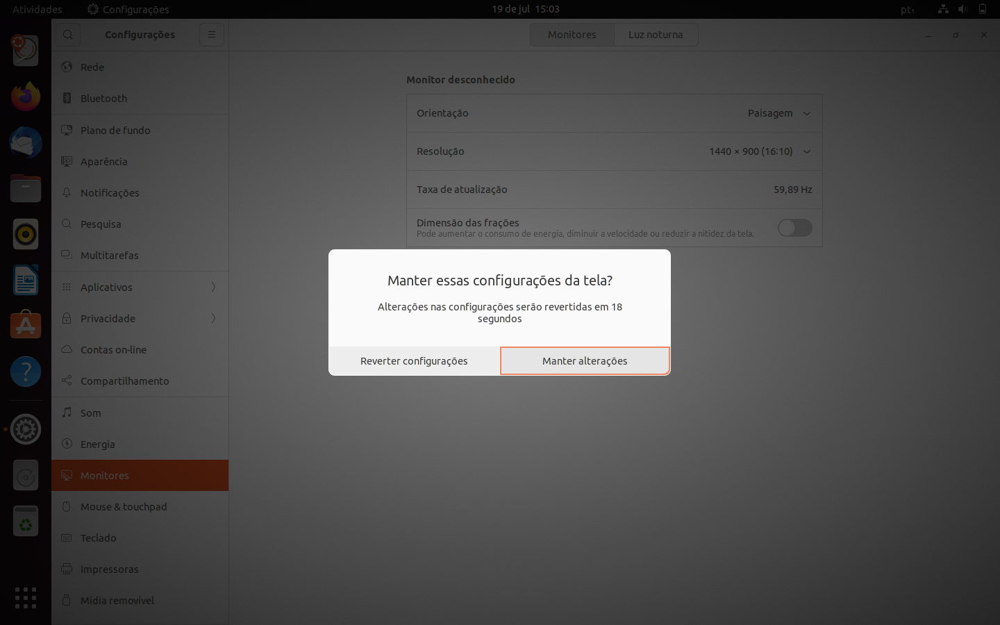 Atividades
Configurações
19 de jul  15:03
pt₁
Configurações
Monitores
Luz noturna
Rede
Bluetooth
Plano de fundo
Aparência
Notificações
Pesquisa
Multitarefas
Aplicativos
Privacidade
Contas on-line
Compartilhamento
Som
Energia
Monitores
Mouse & touchpad
Teclado
Impressoras
Mídia removível
Monitor desconhecido
Orientação
Paisagem
Resolução
1440 × 900 (16∶10)
Taxa de atualização
59,89 Hz
Dimensão das frações
Pode aumentar o consumo de energia, diminuir a velocidade ou reduzir a nitidez da tela.
Manter essas configurações da tela?
Alterações nas configurações serão revertidas em 18
segundos
Reverter configurações
Manter alterações